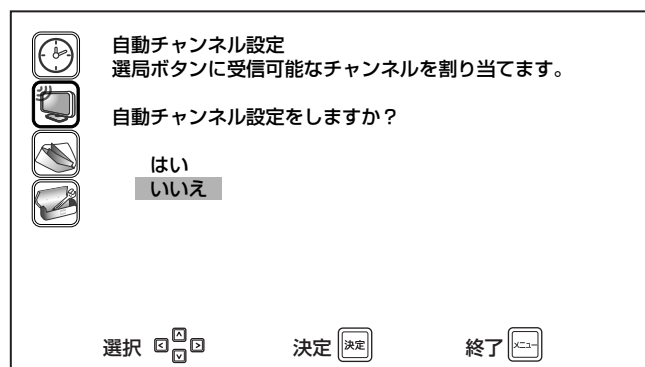 自動チャンネル設定
選局ボタンに受信可能なチャンネルを割り当てます。
自動チャンネル設定をしますか？
はい
いいえ
選択 決定 決定 終了 メニュー